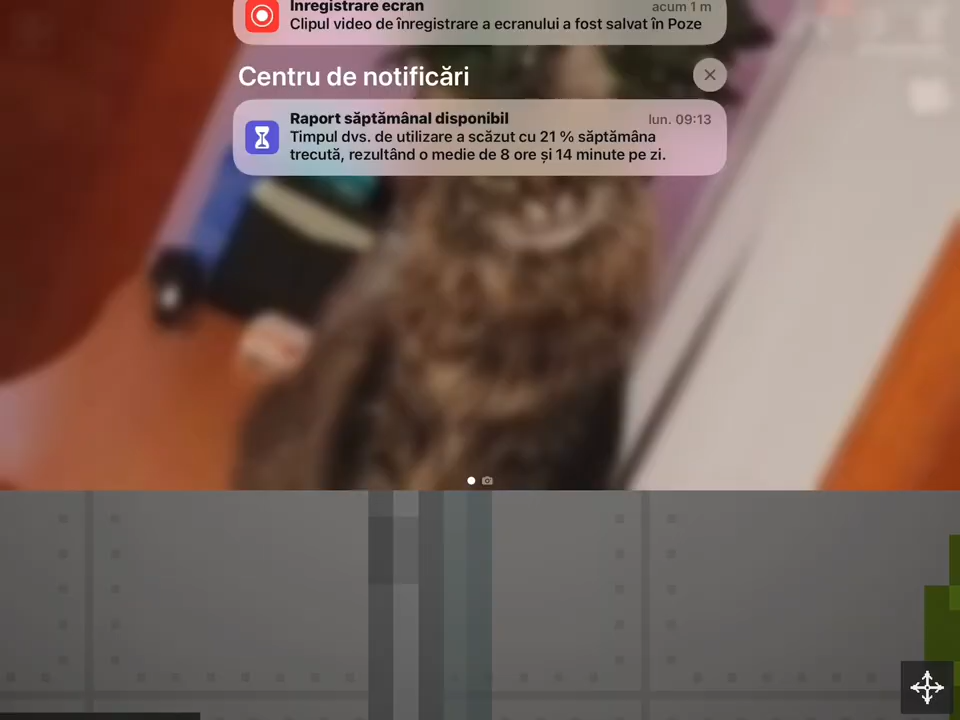 Înregistrare ecran
acum 1 m
Clipul video de înregistrare a ecranului a fost salvat în Poze
Centru de notificări
Raport săptămânal disponibil
lun. 09:13
Timpul dvs. de utilizare a scăzut cu 21 % săptămâna
trecută, rezultând o medie de 8 ore și 14 minute pe zi.